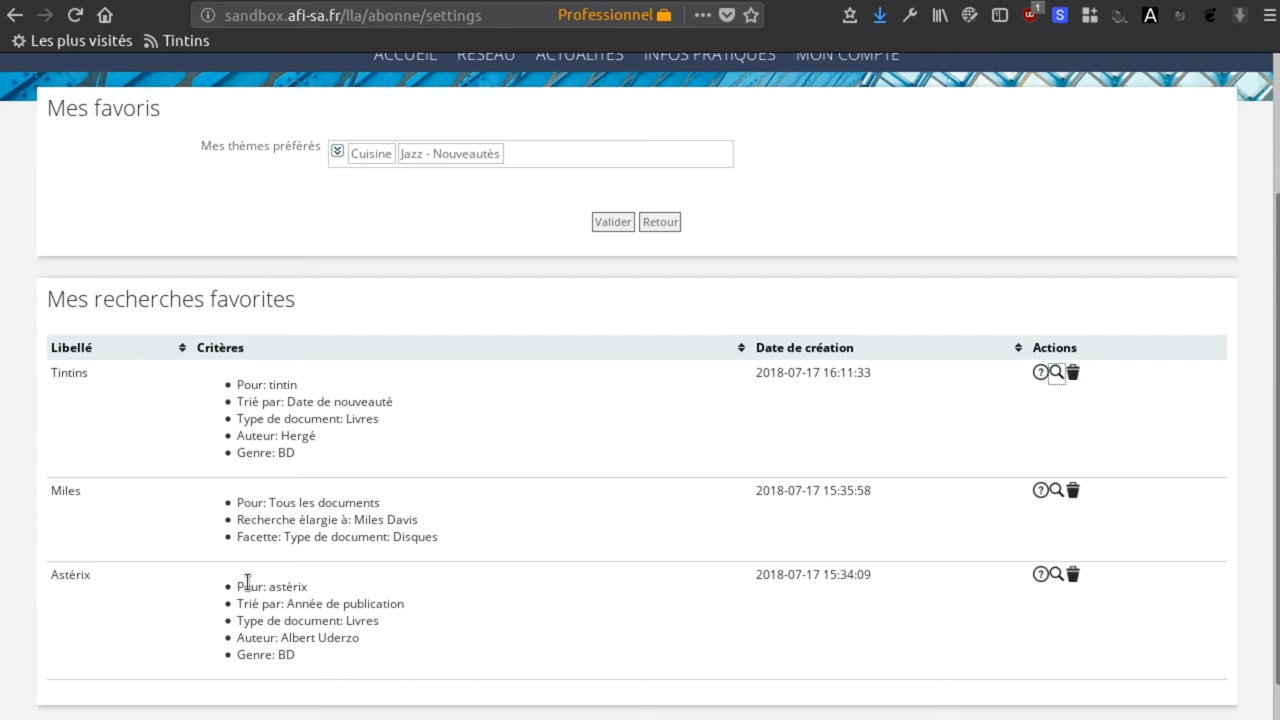 sandbox.afi-sa.fr/lla/abonne/settings
Professionnel
1
S
A
Les plus visités
Tintins
ACCUEIL RÉSEAU ACTUALITÉS INFOS PRATIQUES MON COMPTE
Mes favoris
Mes thèmes préférés
Cuisine
Jazz - Nouveautés
Valider
Retour
Mes recherches favorites
Libellé Critères Date de création Actions
Tintins 2018-07-17 16:11:33
Pour: tintin
Trié par: Date de nouveauté
Type de document: Livres
Auteur: Hergé
Genre: BD
Miles 2018-07-17 15:35:58
Pour: Tous les documents
Recherche élargie à: Miles Davis
Facette: Type de document: Disques
Astérix 2018-07-17 15:34:09
Pour: astérix
Trié par: Année de publication
Type de document: Livres
Auteur: Albert Uderzo
Genre: BD